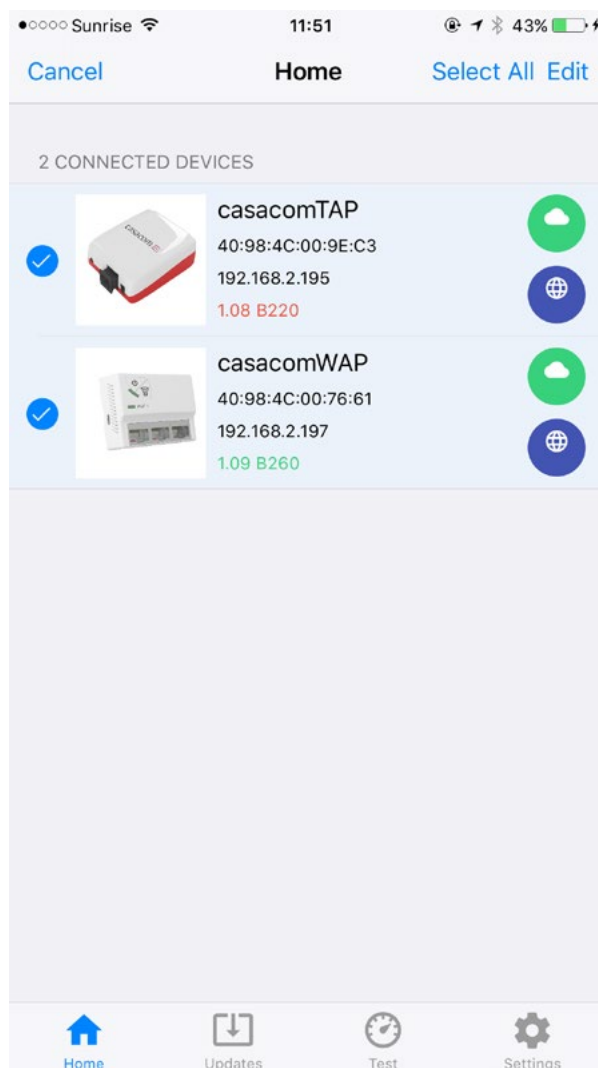 Sunrise 11:51 43%
Cancel Home Select All Edit
2 CONNECTED DEVICES
casacom
casacomTAP
40:98:4C:00:9E:C3
192.168.2.195
1.08 B220
casacomWAP
40:98:4C:00:76:61
192.168.2.197
1.09 B260
Home Updates Test Settings